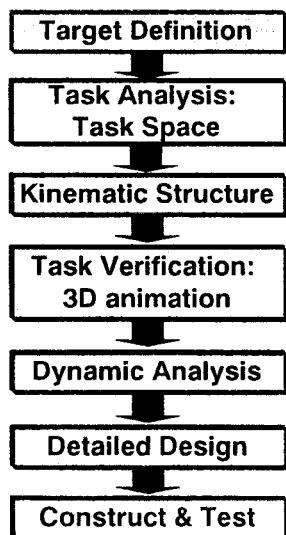 Target Definition
Task Analysis:
Task Space
Kinematic Structure
Task Verification:
3D animation
Dynamic Analysis
Detailed Design
Construct & Test